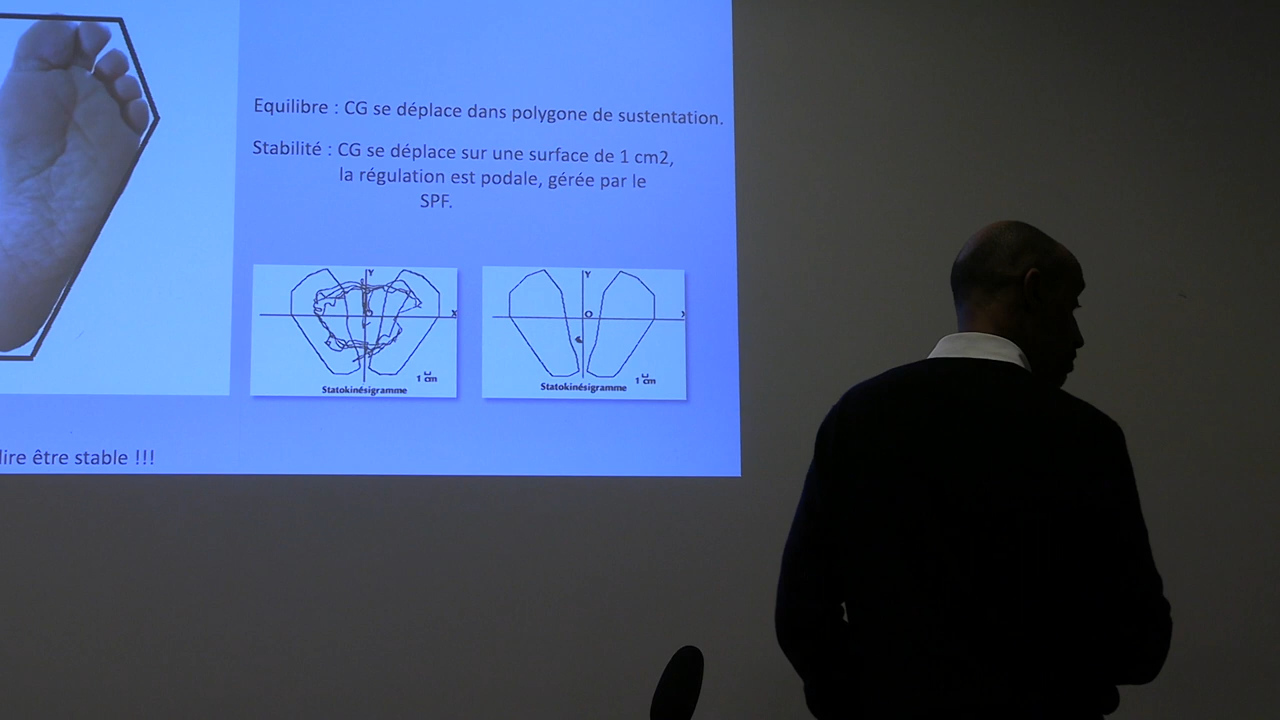 Equilibre : CG se déplace dans polygone de sustentation.
Stabilité : CG se déplace sur une surface de 1 cm2,
la régulation est podale, gérée par le
SPF.
Y
O
X
1 cm
Statokinésigramme
Y
O
1 cm
Statokinésigramme
ire être stable !!!